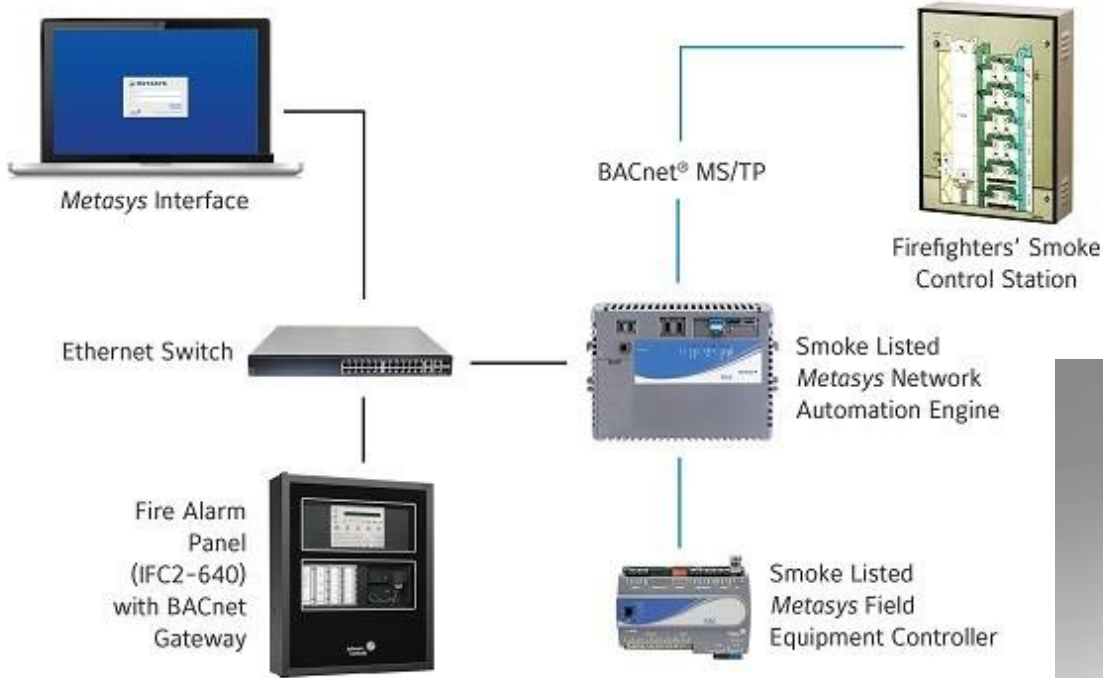 METASYS
Metasys Interface
BACnet® MS/TP
Firefighters' Smoke
Control Station
Ethernet Switch
Smoke Listed
Metasys Network
Automation Engine
Fire Alarm
Panel
(IFC2-640)
with BACnet
Gateway
Smoke Listed
Metasys Field
Equipment Controller